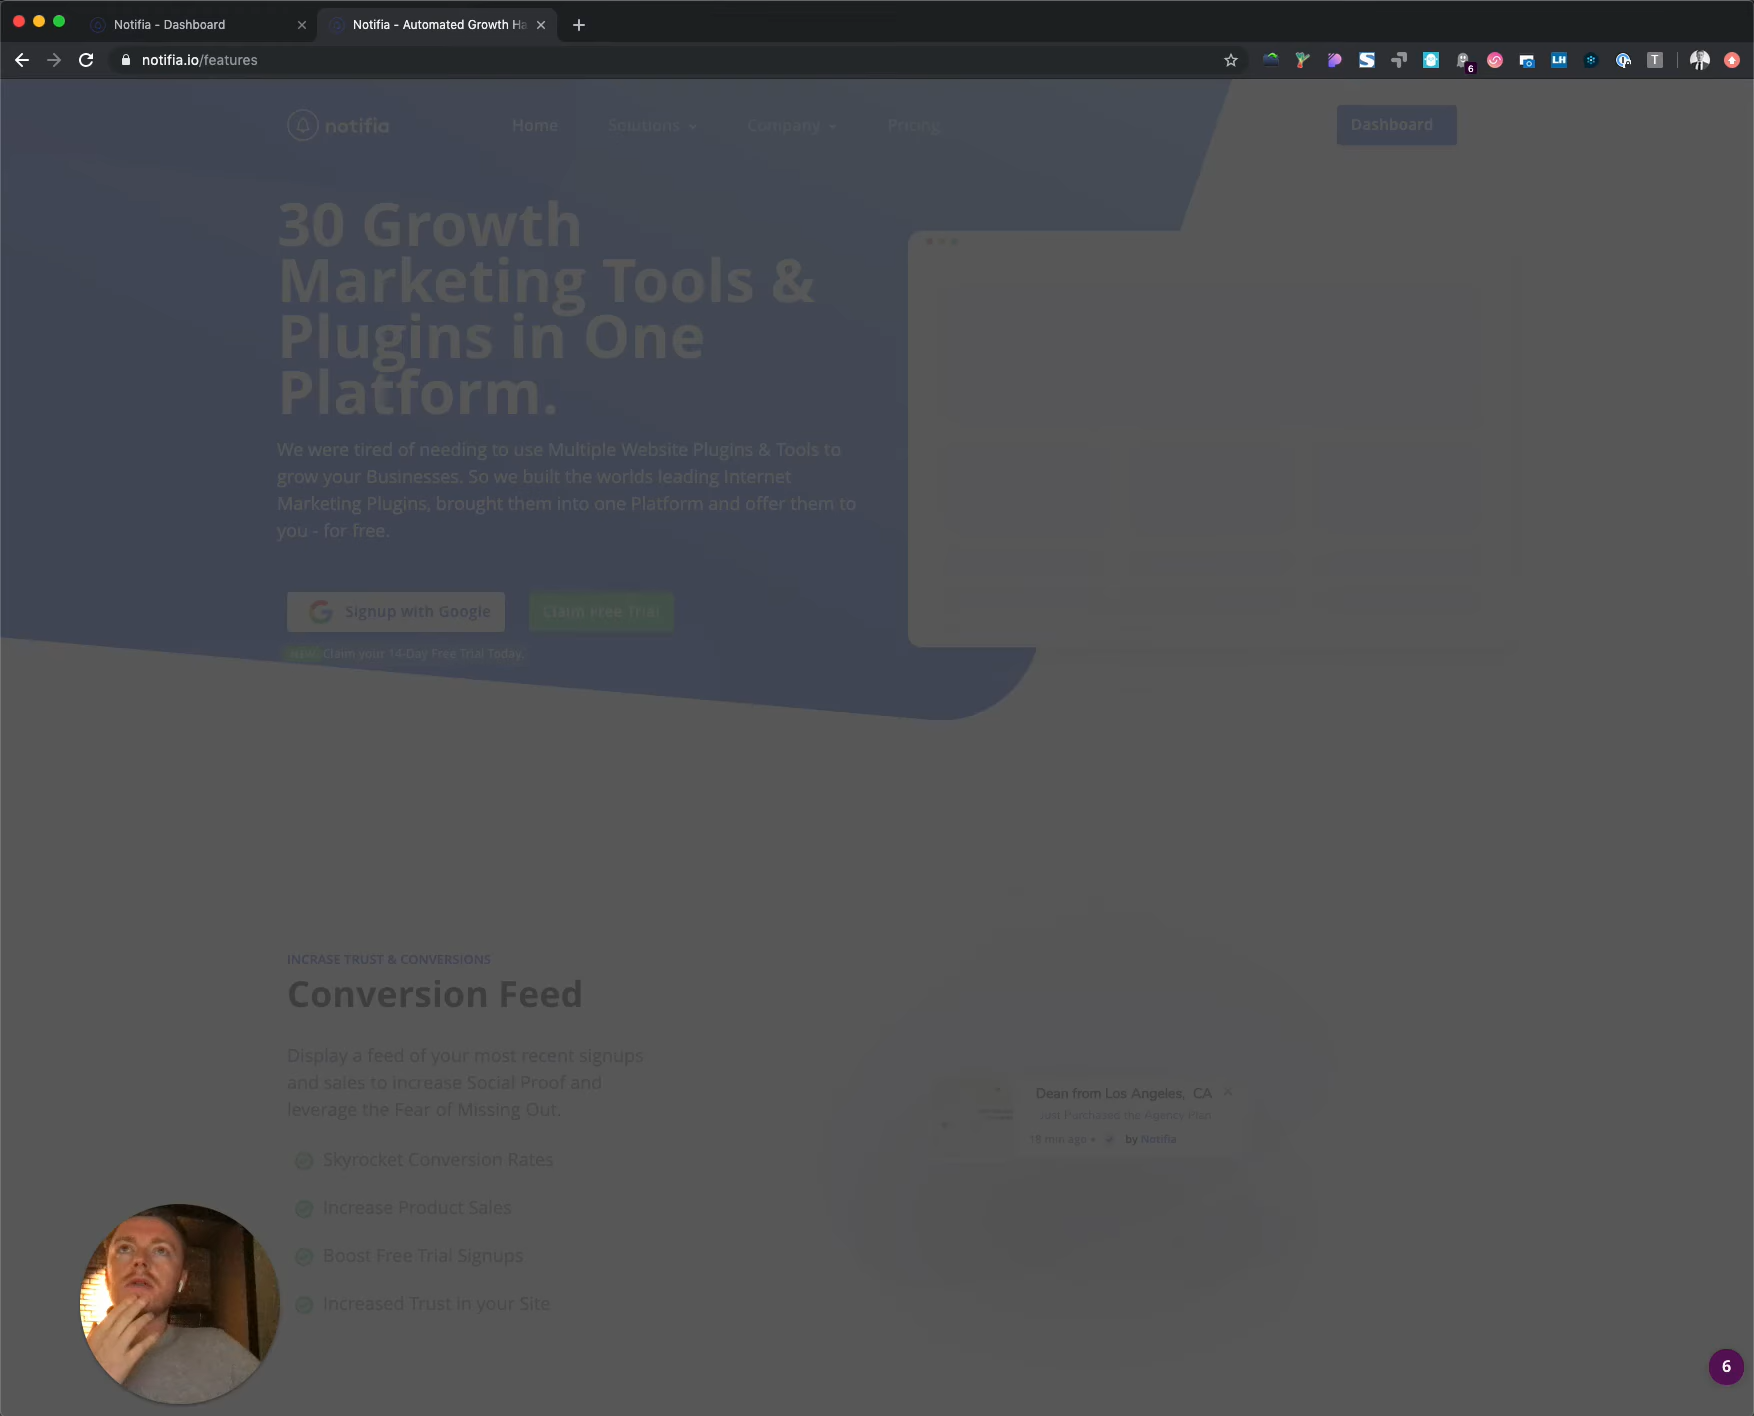 Notifia - Dashboard
Notifia - Automated Growth Ha
notifia.io/features
LH
6
T
notifia
Home
Solutions
Company
Pricing
Dashboard
30 Growth
Marketing Tools &
Plugins in One
Platform.
We were tired of needing to use Multiple Website Plugins & Tools to
grow your Businesses. So we built the worlds leading Internet
Marketing Plugins, brought them into one Platform and offer them to
you - for free.
Signup with Google
Claim Free Trial
NEW Claim your 14-Day Free Trial Today.
INCRASE TRUST & CONVERSIONS
Conversion Feed
Display a feed of your most recent signups
and sales to increase Social Proof and
leverage the Fear of Missing Out.
Skyrocket Conversion Rates
Increase Product Sales
Boost Free Trial Signups
Increased Trust in your Site
Dean from Los Angeles, CA
Just Purchased the Agency Plan
18 min ago • by Notifia
6